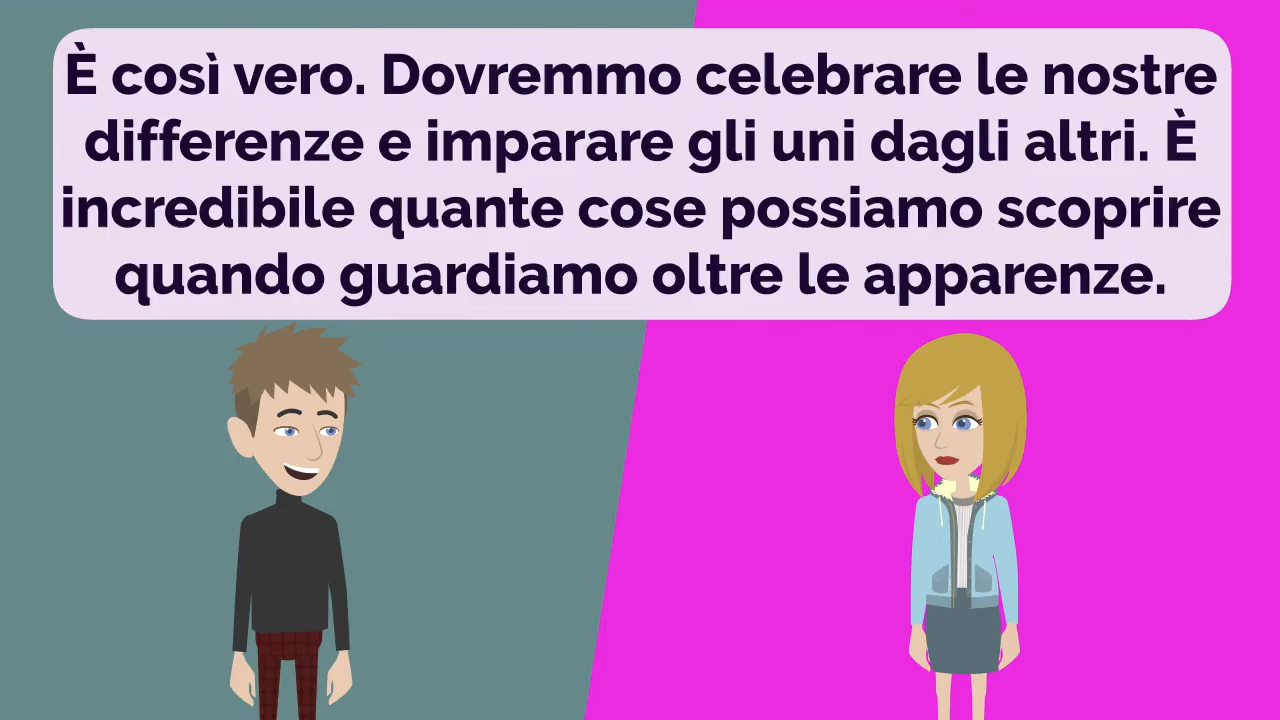 È così vero. Dovremmo celebrare le nostre
differenze e imparare gli uni dagli altri. È
incredibile quante cose possiamo scoprire
quando guardiamo oltre le apparenze.